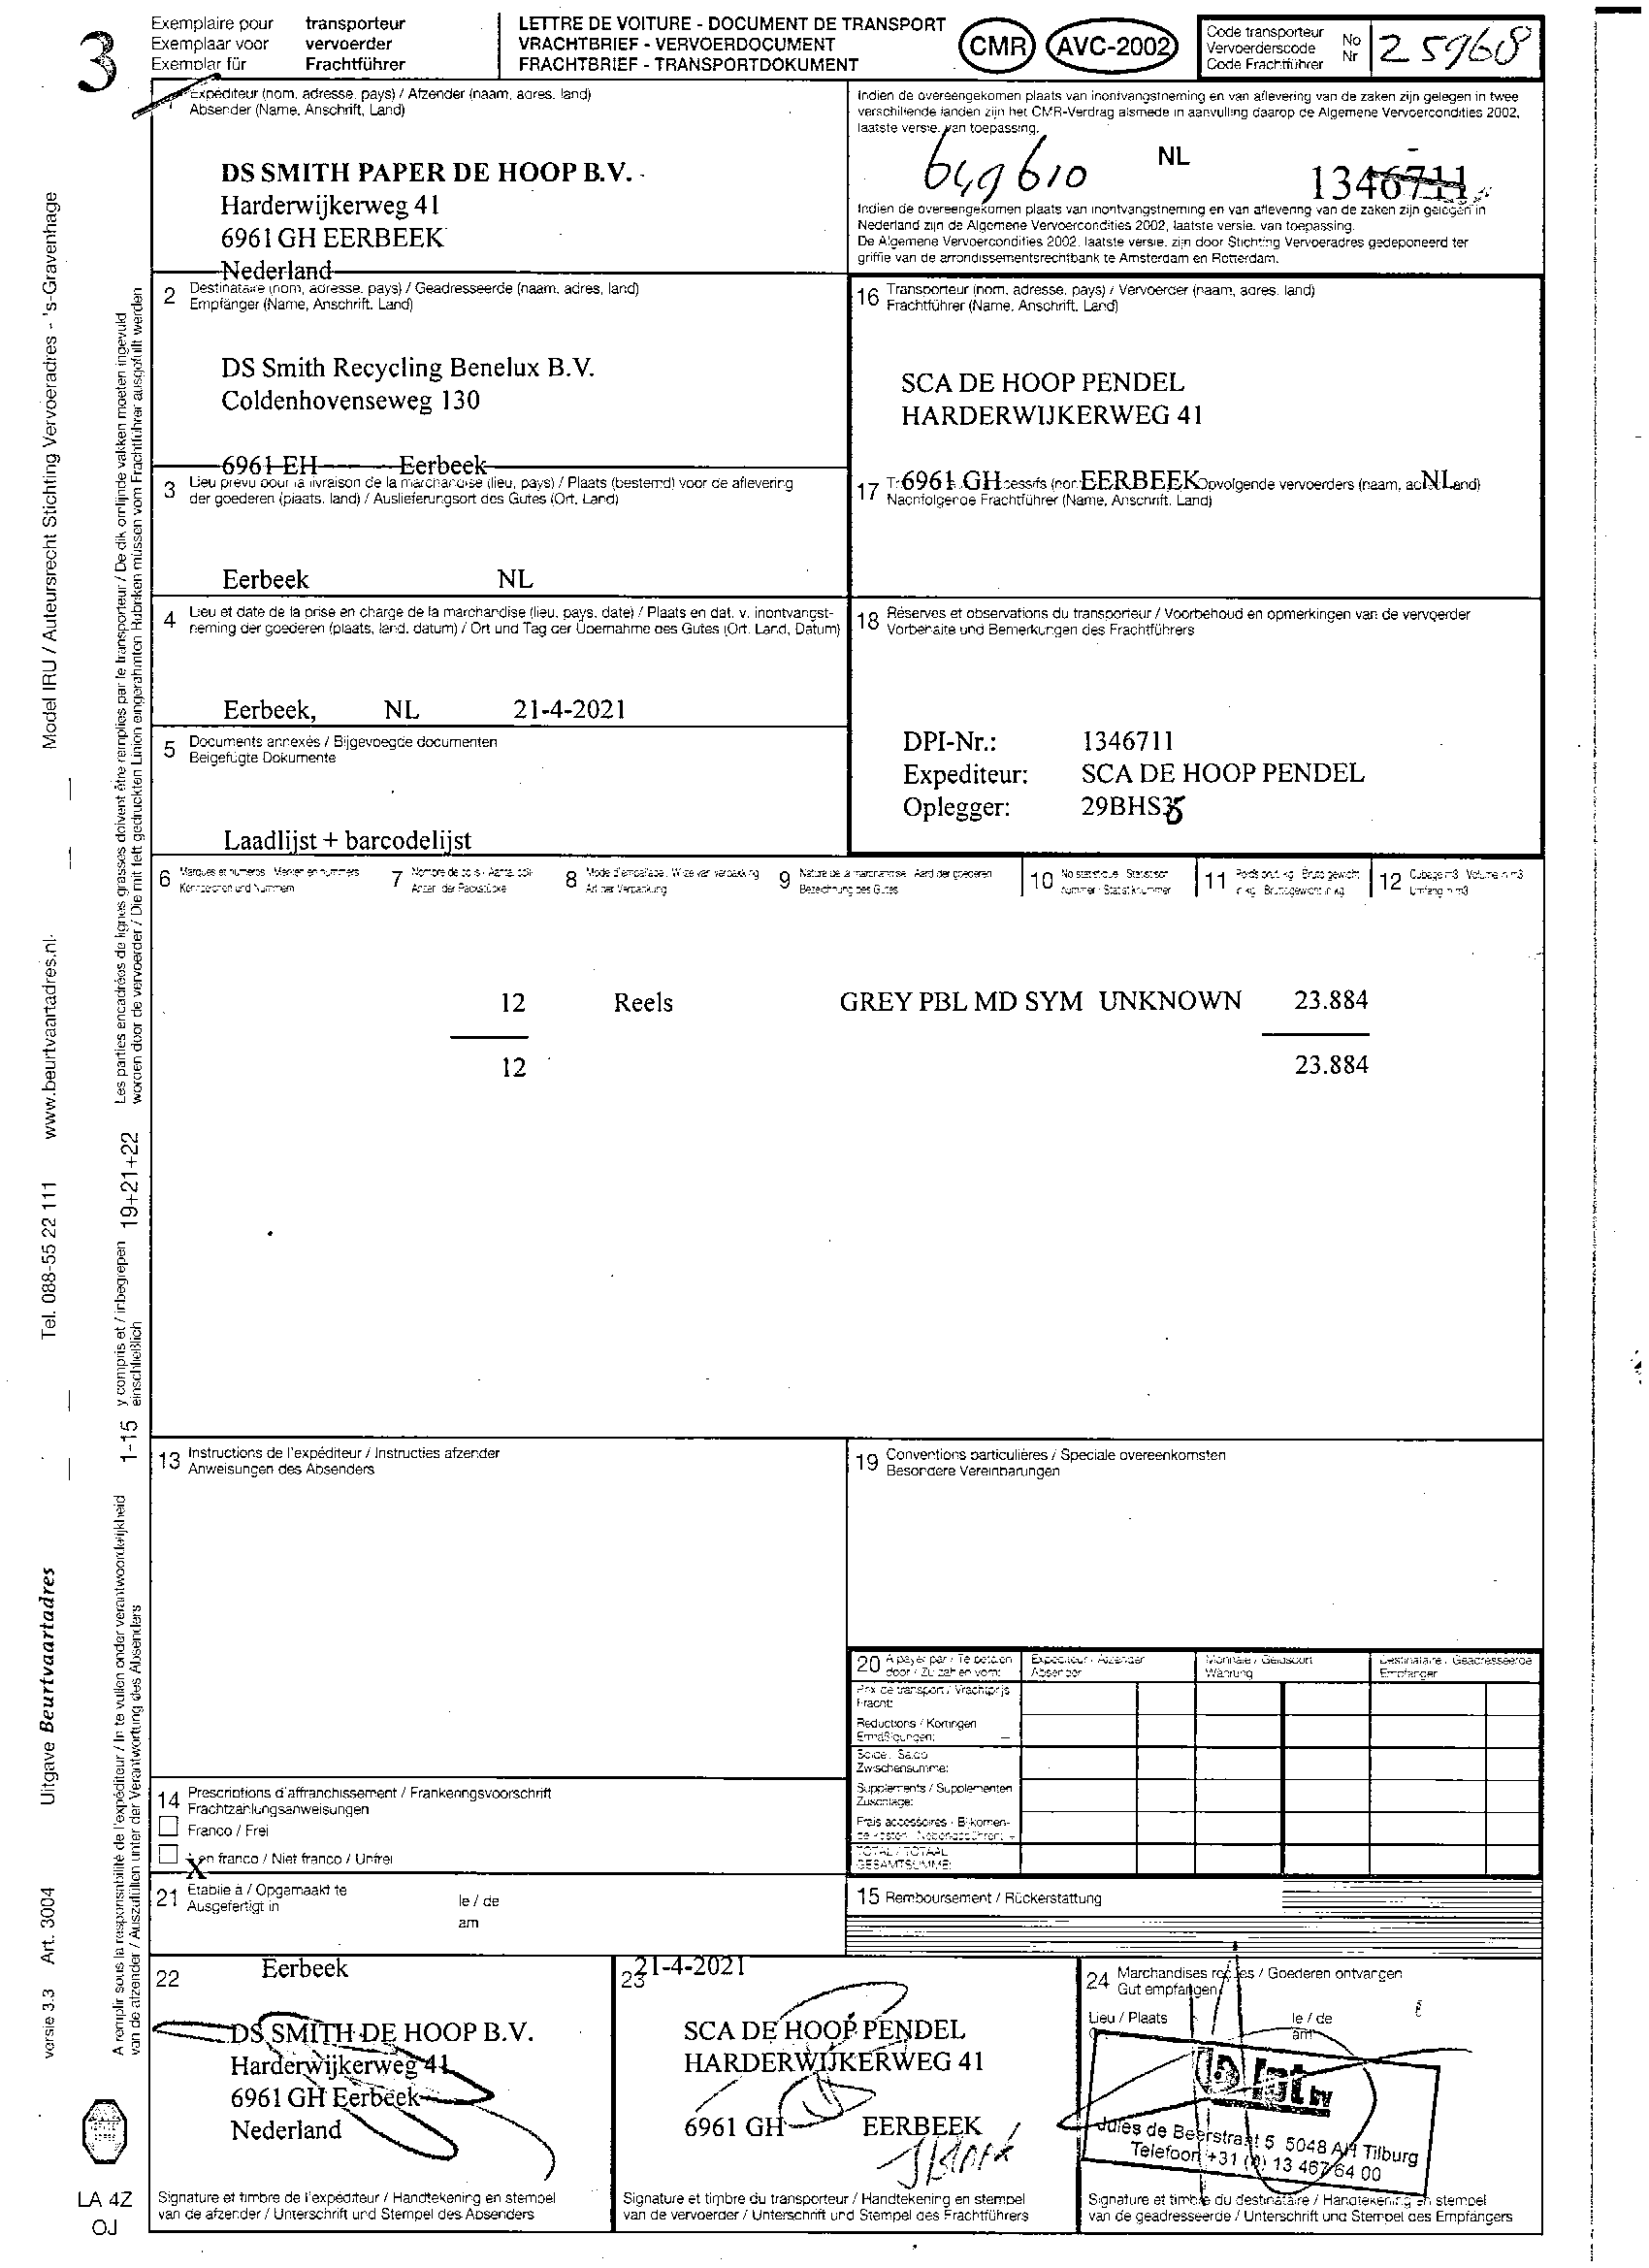 3
Exemplaire pour transporteur
Exemplaar voor vervoerder
Exemplar für Frachtführer
LETTRE DE VOITURE - DOCUMENT DE TRANSPORT
VRACHTBRIEF - VERVOERDOCUMENT
FRACHTBRIEF - TRANSPORTDOKUMENT
CMR AVC-2002
Code transporteur
Vervoerderscode
Code Frachtführer
No
Nr
25968
1 Expéditeur (nom, adresse, pays) / Afzender (naam, adres, land)
Absender (Name, Anschrift, Land)
DS SMITH PAPER DE HOOP B.V.
Harderwijkerweg 41
6961 GH EERBEEK
Nederland
Indien de overeengekomen plaats van inontvangstneming en van aflevering van de zaken zijn gelegen in twee
verschillende landen zijn het CMR-Verdrag alsmede in aanvulling daarop de Algemene Vervoercondities 2002,
laatste versie, van toepassing.
649610 NL 1346711
Indien de overeengekomen plaats van inontvangstneming en van aflevering van de zaken zijn gelegen in
Nederland zijn de Algemene Vervoercondities 2002, laatste versie, van toepassing.
De Algemene Vervoercondities 2002, laatste versie, zijn door Stichting Vervoeradres gedeponeerd ter
griffie van de arrondissementsrechtbank te Amsterdam en Rotterdam.
2 Destinataire (nom, adresse, pays) / Geadresseerde (naam, adres, land)
Empfänger (Name, Anschrift, Land)
DS Smith Recycling Benelux B.V.
Coldenhovenseweg 130
6961 EH Eerbeek
16 Transporteur (nom, adresse, pays) / Vervoerder (naam, adres, land)
Frachtführer (Name, Anschrift, Land)
SCA DE HOOP PENDEL
HARDERWIJKERWEG 41
6961 GH EERBEEK NL
3 Lieu prévu pour la livraison de la marchandise (lieu, pays) / Plaats (bestemd) voor de aflevering
der goederen (plaats, land) / Auslieferungsort des Gutes (Ort, Land)
Eerbeek NL
17 Opvolgende vervoerders (naam, land)
Nachfolgende Frachtführer (Name, Anschrift, Land)
4 Lieu et date de la prise en charge de la marchandise (lieu, pays, date) / Plaats en dat. v. inontvangst-
neming der goederen (plaats, land, datum) / Ort und Tag der Übernahme des Gutes (Ort, Land, Datum)
Eerbeek, NL 21-4-2021
18 Réserves et observations du transporteur / Voorbehoud en opmerkingen van de vervoerder
Vorbehalte und Bemerkungen des Frachtführers
DPI-Nr.: 1346711
Expediteur: SCA DE HOOP PENDEL
Oplegger: 29BHS
5 Documents annexés / Bijgevoegde documenten
Beigefügte Dokumente
Laadlijst + barcodelijst
6 Marques et numéros Merken en nummers
Kennzeichen und Nummern
7 Nombre de colis - Aantal colli
Anzahl der Packstücke
8 Mode d'emballage Wijze van verpakking
Art der Verpackung
9 Nature de la marchandise Aard der goederen
Bezeichnung des Gutes
10 No statistique Statistisch
nummer - Statistiknummer
11 Poids brut, kg Bruto gewicht
in kg Bruttogewicht in kg
12 Cubage m3 Volume in m3
Umfang in m3
12 Reels GREY PBL MD SYM UNKNOWN 23.884
12 23.884
13 Instructions de l'expéditeur / Instructies afzender
Anweisungen des Absenders
19 Conventions particulières / Speciale overeenkomsten
Besondere Vereinbarungen
14 Prescriptions d'affranchissement / Frankeringsvoorschrift
Frachtzahlungsanweisungen
Franco / Frei
X Non franco / Niet franco / Unfrei
20 A payer par / Te betalen
door / Zu zahlen vom:
Expéditeur / Afzender
Absender
Monnaie / Geldsoort
Währung
Destinataire / Geadresseerde
Empfänger
Prix de transport / Vrachtprijs
Fracht:
Reductions / Kortingen
Ermäßigungen: –
Solde / Saldo
Zwischensumme:
Suppléments / Supplementen
Zuschläge:
Frais accessoires - Bijkomen-
de kosten
TOTAL / TOTAAL
GESAMTSUMME:
21 Etablie à / Opgemaakt te
Ausgefertigt in
le / de
am
Eerbeek 21-4-2021
15 Remboursement / Rückerstattung
22
DS SMITH DE HOOP B.V.
Harderwijkerweg 41
6961 GH Eerbeek
Nederland
Signature et timbre de l'expéditeur / Handtekening en stempel
van de afzender / Unterschrift und Stempel des Absenders
23
SCA DE HOOP PENDEL
HARDERWIJKERWEG 41
6961 GH EERBEEK
Signature et timbre du transporteur / Handtekening en stempel
van de vervoerder / Unterschrift und Stempel des Frachtführers
24 Marchandises reçues / Goederen ontvangen
Gut empfangen
Lieu / Plaats
le / de
am
Jules de Beerstraat 5 5048 AH Tilburg
Telefoon +31 (0) 13 467 64 00
Signature et timbre du destinataire / Handtekening en stempel
van de geadresseerde / Unterschrift und Stempel des Empfängers
Model IRU / Auteursrecht Stichting Vervoeradres - 's-Gravenhage
www.beurtvaartadres.nl
Tel. 088-55 22 111
Uitgave Beurtvaartadres
Art. 3004
versie 3.3
Les parties encadrées de lignes grasses doivent être remplies par le transporteur / De dik omlijnde vakken moeten ingevuld
worden door de vervoerder / Die mit fett gedruckten Linien eingerahmten Rubriken müssen vom Frachtführer ausgefüllt werden
19+21+22
y compris et / inbegrepen
einschließlich
1-15
A remplir sous la responsabilité de l'expéditeur / In te vullen onder verantwoordelijkheid
van de afzender / Auszufüllen unter der Verantwortung des Absenders
LA 4Z
OJ